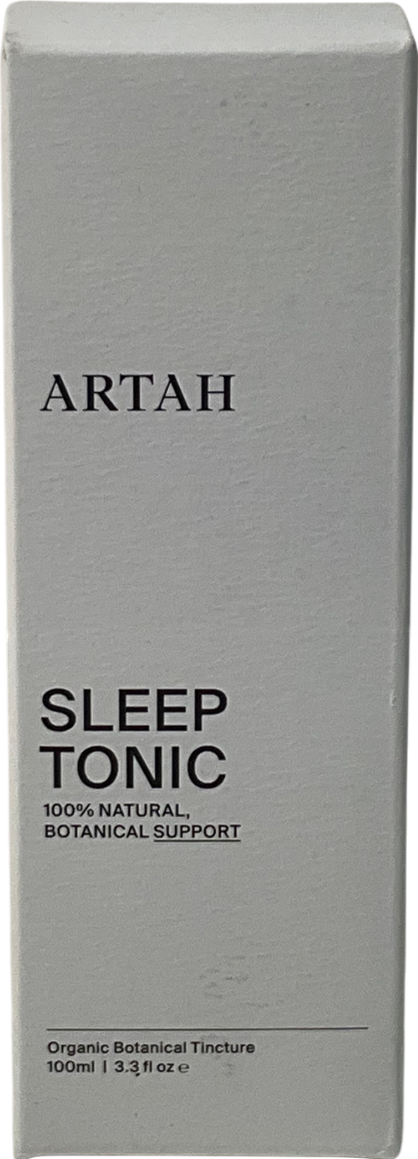 ARTAH
SLEEP
TONIC
100% NATURAL,
BOTANICAL SUPPORT
Organic Botanical Tincture
100ml | 3.3 fl oz ℮